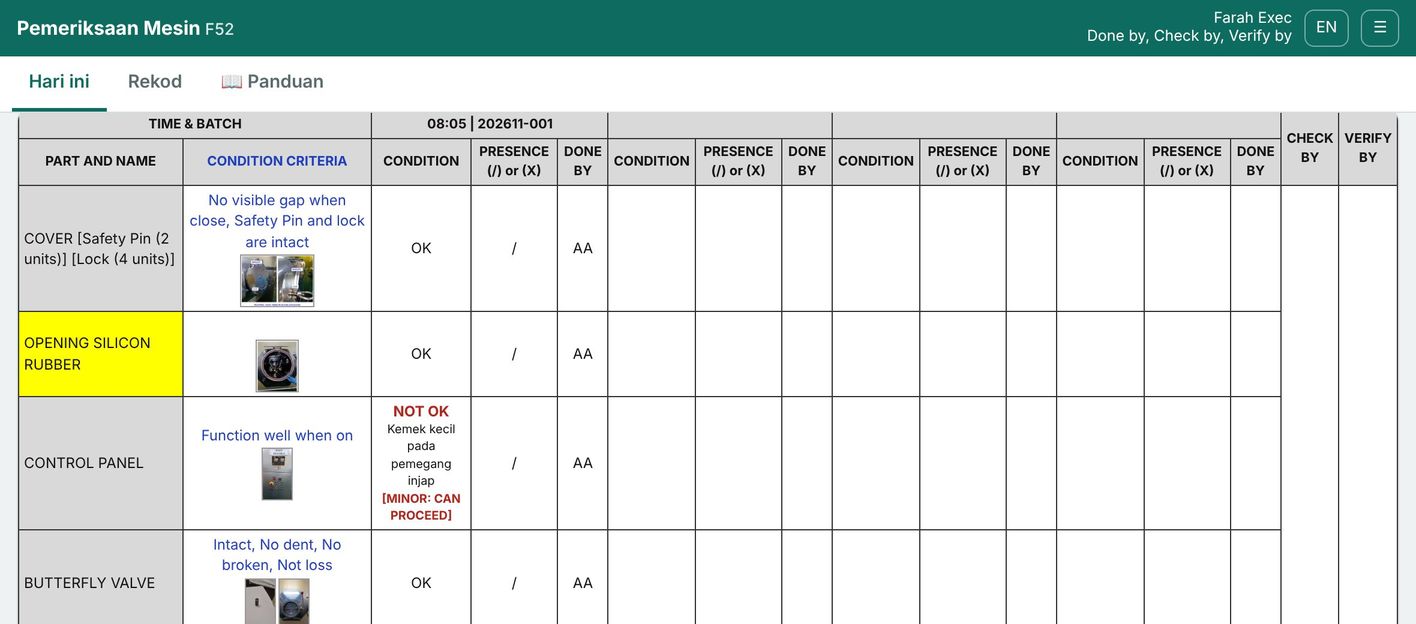 Pemeriksaan Mesin F52
Farah Exec
Done by, Check by, Verify by
EN
Hari ini
Rekod
Panduan
TIME & BATCH
08:05 | 202611-001
CHECK
BY
VERIFY
BY
PART AND NAME
CONDITION CRITERIA
CONDITION
PRESENCE
(/) or (X)
DONE
BY
CONDITION
PRESENCE
(/) or (X)
DONE
BY
CONDITION
PRESENCE
(/) or (X)
DONE
BY
CONDITION
PRESENCE
(/) or (X)
DONE
BY
COVER [Safety Pin (2
units)] [Lock (4 units)]
No visible gap when
close, Safety Pin and lock
are intact
OK
/
AA
OPENING SILICON
RUBBER
OK
/
AA
CONTROL PANEL
Function well when on
NOT OK
Kemek kecil
pada
pemegang
injap
[MINOR: CAN
PROCEED]
/
AA
BUTTERFLY VALVE
Intact, No dent, No
broken, Not loss
OK
/
AA